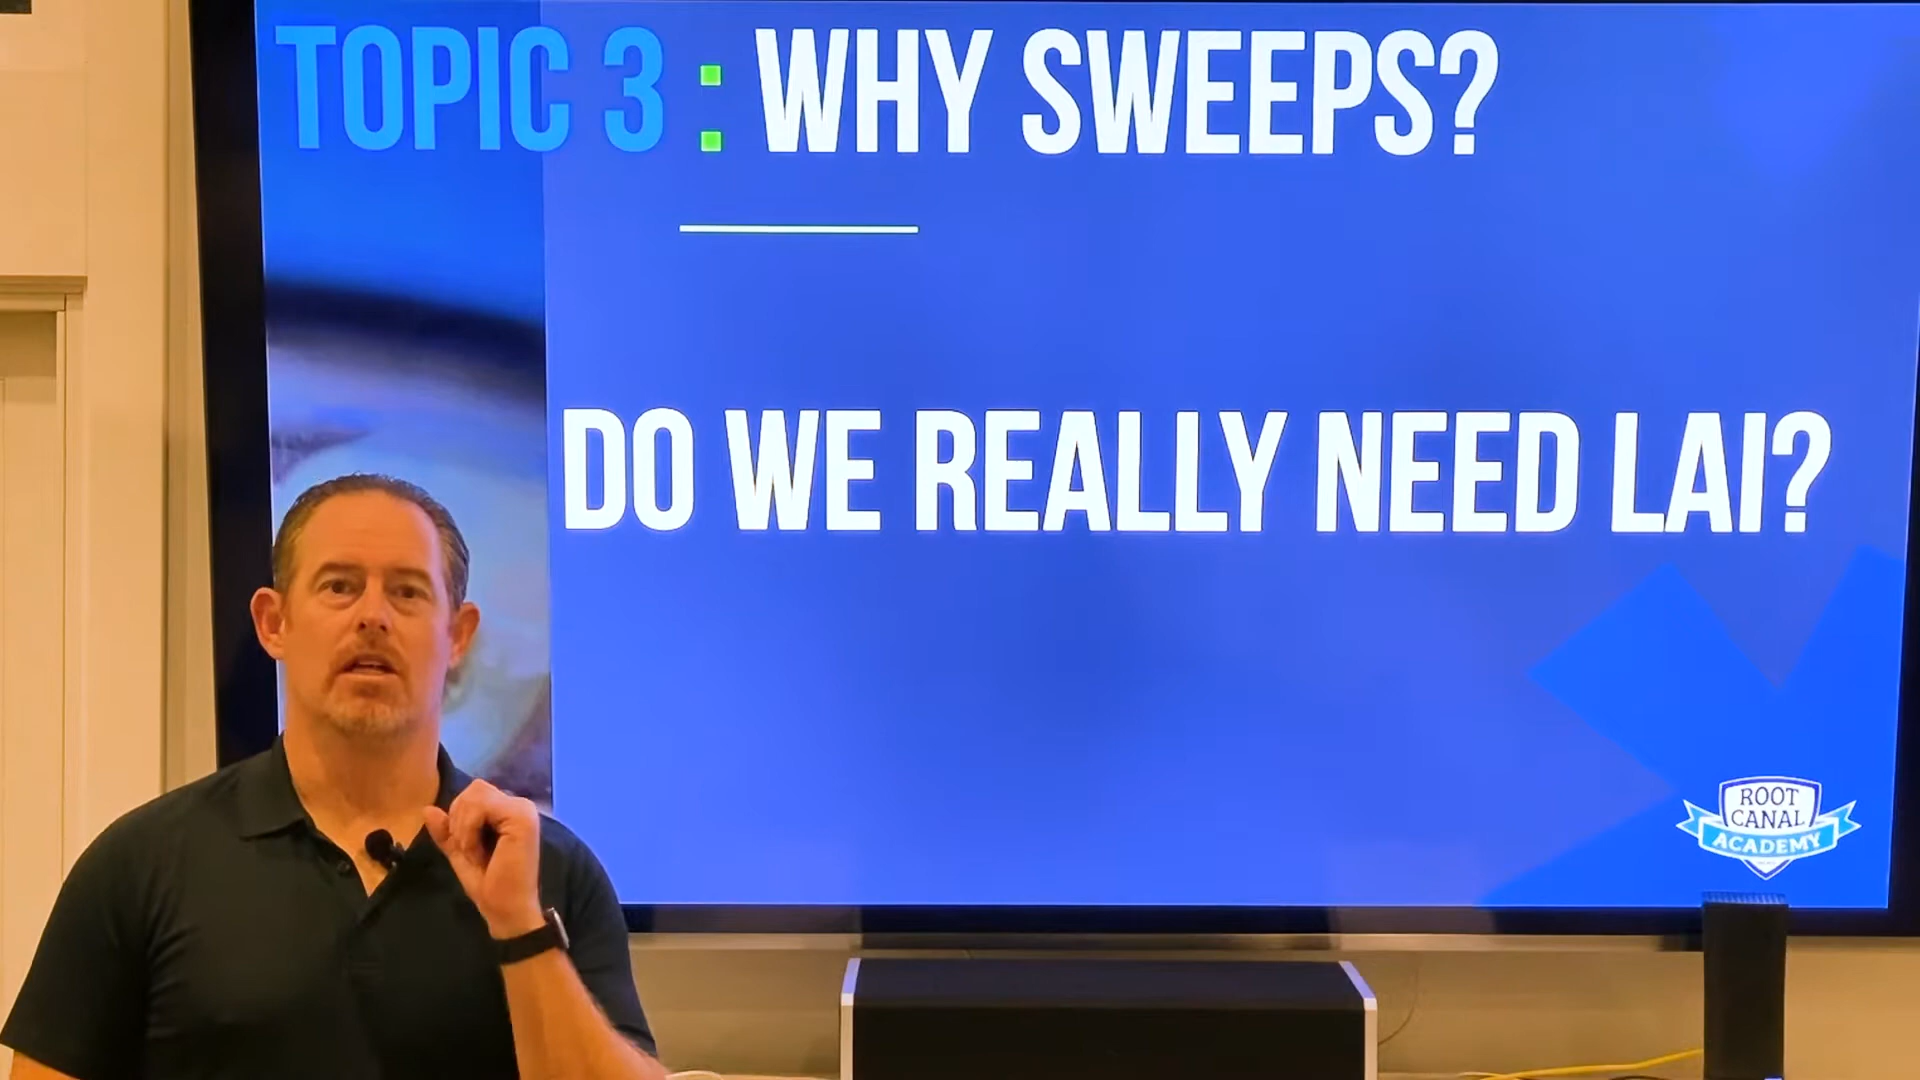 TOPIC 3 : WHY SWEEPS?
DO WE REALLY NEED LAI?
ROOT
CANAL
ACADEMY